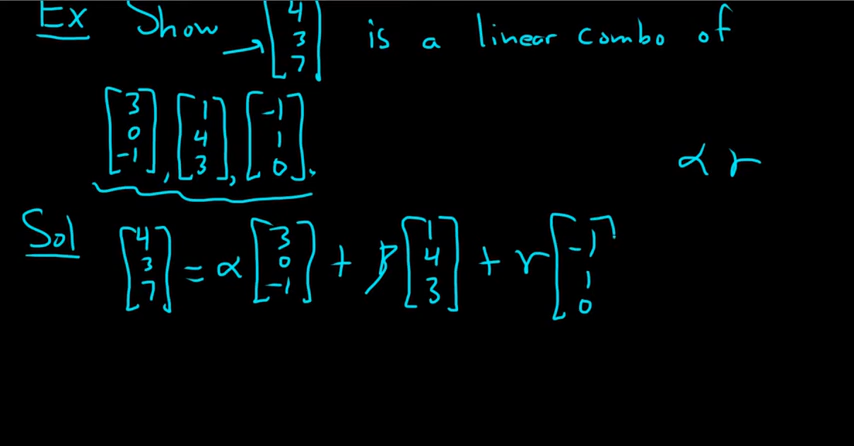 Ex Show → [4 3 7] is a linear combo of
[3 0 -1], [1 4 3], [-1 1 0].
α γ
Sol [4 3 7] = α [3 0 -1] + β [1 4 3] + γ [-1 1 0]